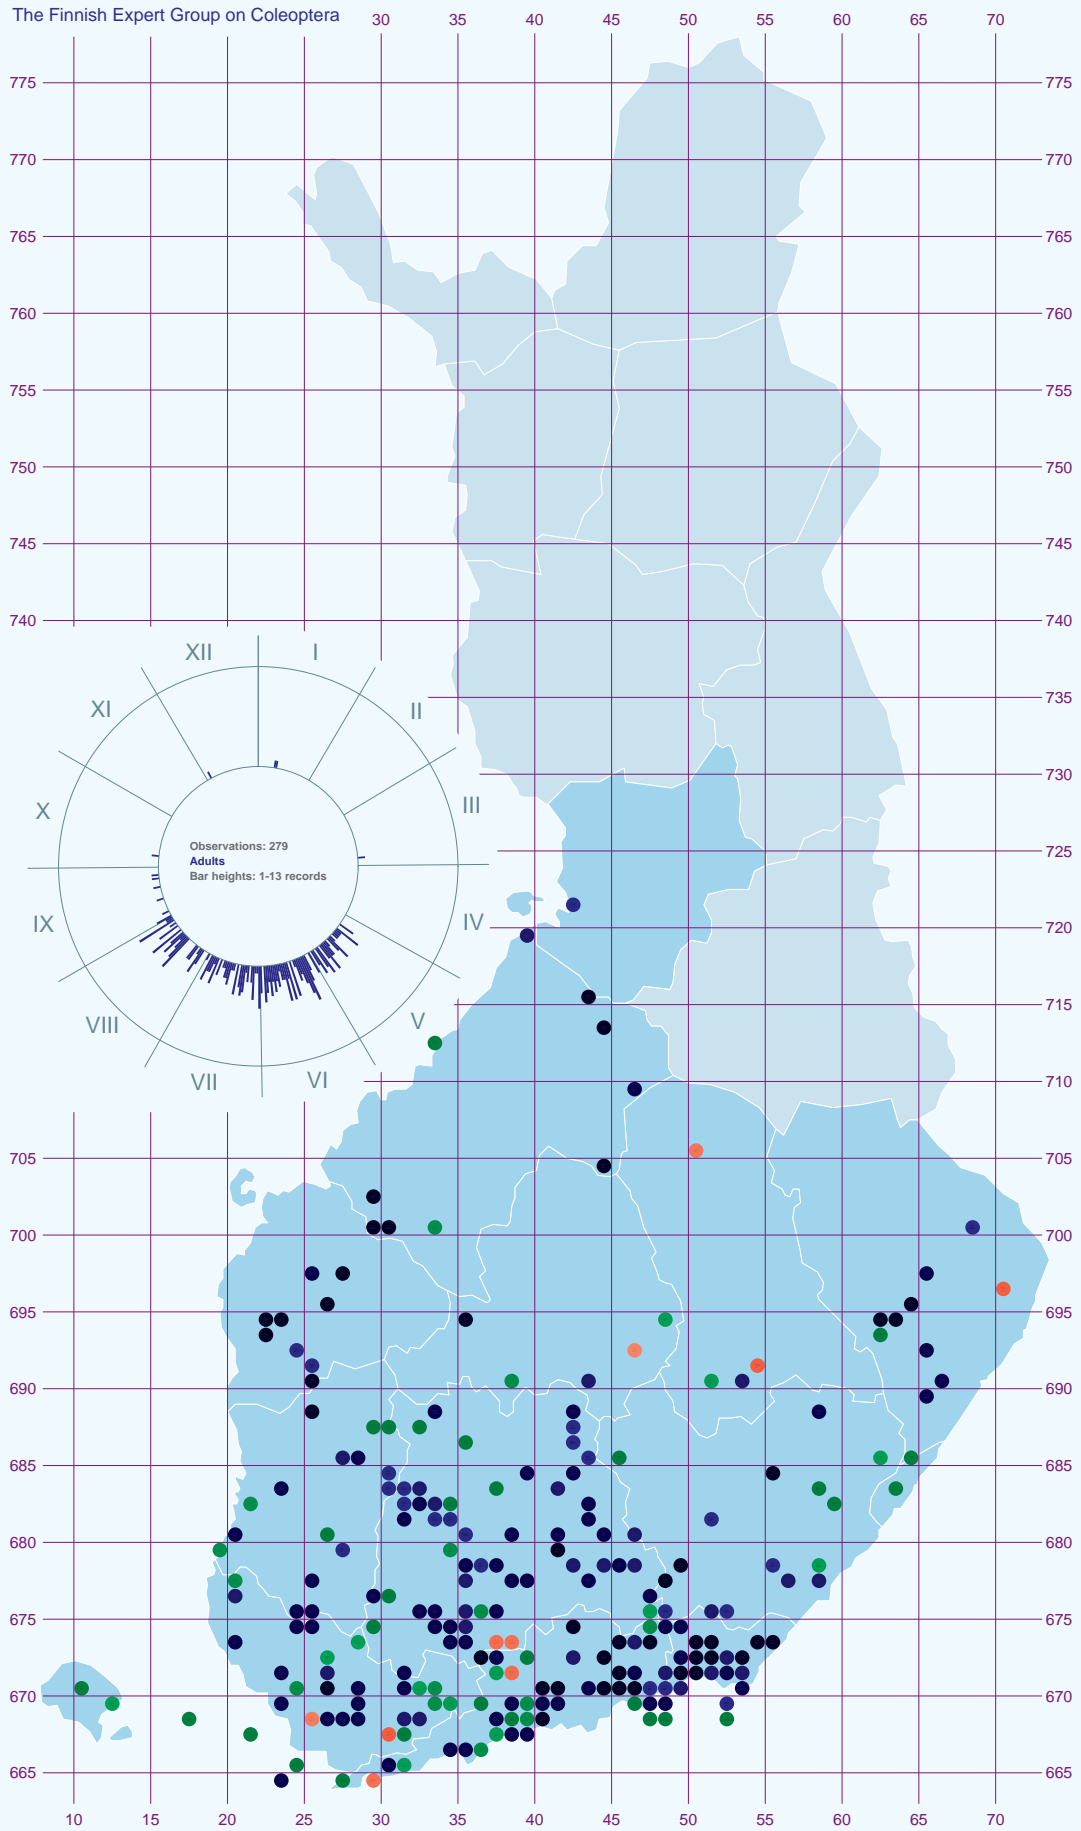 The Finnish Expert Group on Coleoptera
30 40 45 50 55 60 65 70
775 775
770 770
765 765
760 760
755 755
750 750
745 745
740 740
XII I
XI II
735
730
X III
Observations: 279
Adults
Bar heights: 1-13 records
725
IX IV
720
715
VIII V
VII VI
710
705 705
700 700
695 695
690 690
685 685
680 680
675 675
670 670
665 665
10 15 20 25 30 35 40 45 50 55 60 65 70